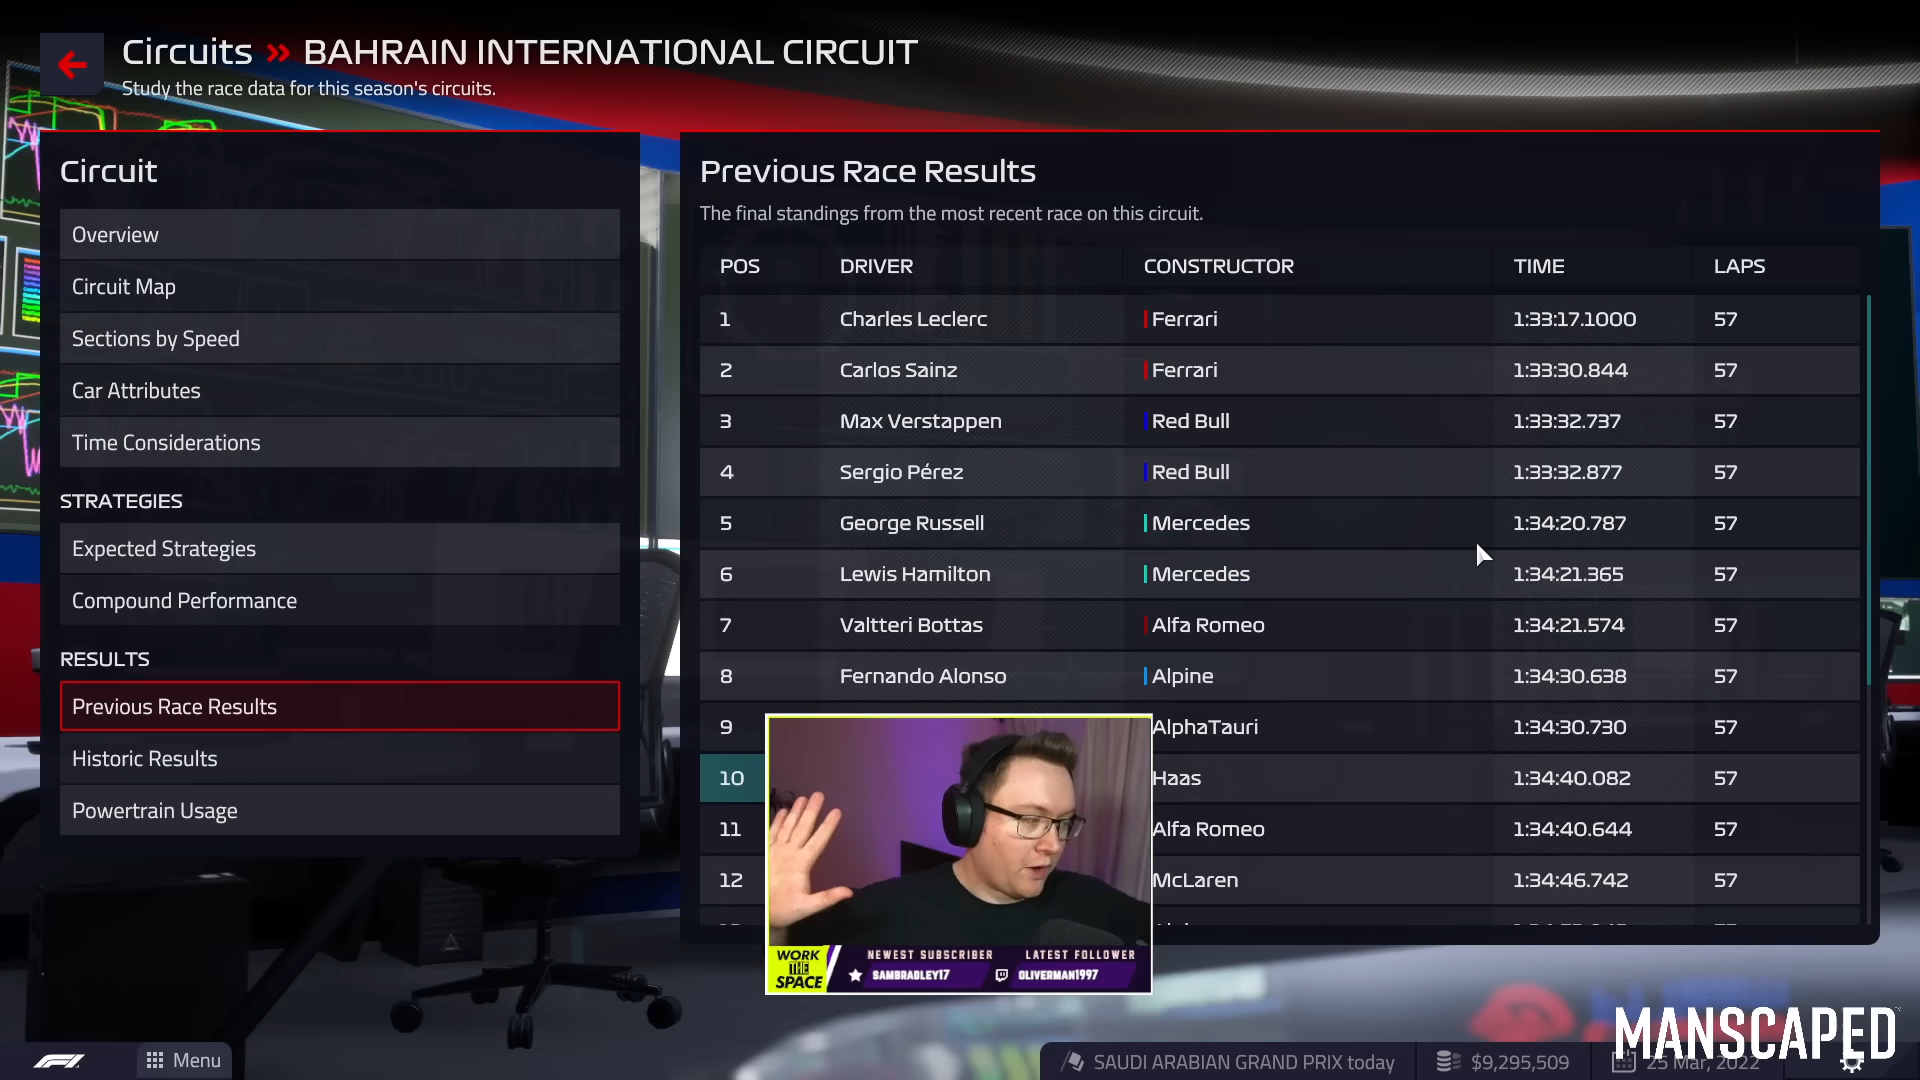 Circuits » BAHRAIN INTERNATIONAL CIRCUIT
Study the race data for this season's circuits.
Circuit
Overview
Circuit Map
Sections by Speed
Car Attributes
Time Considerations
STRATEGIES
Expected Strategies
Compound Performance
RESULTS
Previous Race Results
Historic Results
Powertrain Usage
Previous Race Results
The final standings from the most recent race on this circuit.
POS DRIVER CONSTRUCTOR TIME LAPS
1 Charles Leclerc Ferrari 1:33:17.1000 57
2 Carlos Sainz Ferrari 1:33:30.844 57
3 Max Verstappen Red Bull 1:33:32.737 57
4 Sergio Pérez Red Bull 1:33:32.877 57
5 George Russell Mercedes 1:34:20.787 57
6 Lewis Hamilton Mercedes 1:34:21.365 57
7 Valtteri Bottas Alfa Romeo 1:34:21.574 57
8 Fernando Alonso Alpine 1:34:30.638 57
9 AlphaTauri 1:34:30.730 57
10 Haas 1:34:40.082 57
11 Alfa Romeo 1:34:40.644 57
12 McLaren 1:34:46.742 57
WORK THE SPACE
NEWEST SUBSCRIBER
SAMBRADLEY17
LATEST FOLLOWER
OLIVERMAN1997
MANSCAPED
F1
Menu
SAUDI ARABIAN GRAND PRIX today
$9,295,509
25 Mar, 2022